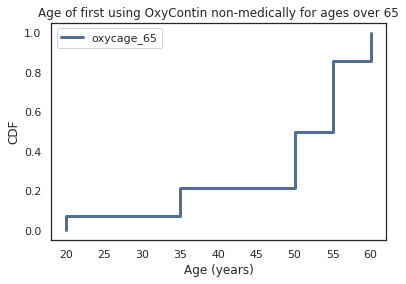 Age of first using OxyContin non-medically for ages over 65
oxycage_65
1.0
0.8
0.6
0.4
0.2
0.0
CDF
20 25 30 35 40 45 50 55 60
Age (years)